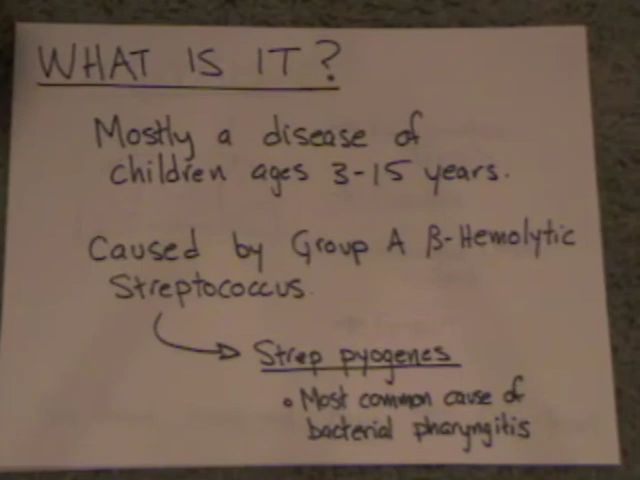 WHAT IS IT?
Mostly a disease of
children ages 3-15 years.
Caused by Group A β-Hemolytic
Streptococcus.
Strep pyogenes
• Most common cause of
bacterial pharyngitis